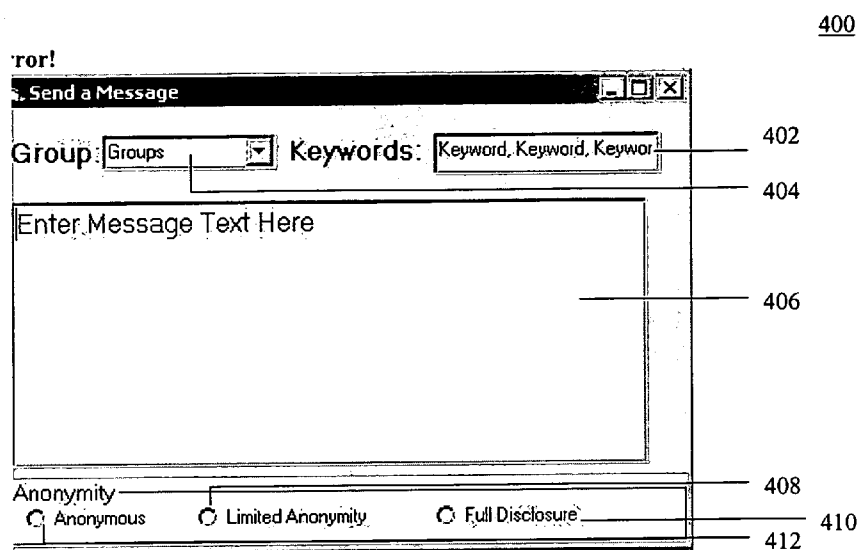 400
ror!
s, Send a Message
Group: Groups Keywords: Keyword, Keyword, Keywor
402
404
Enter Message Text Here
406
Anonymity
408
Anonymous Limited Anonymity Full Disclosure
410
412